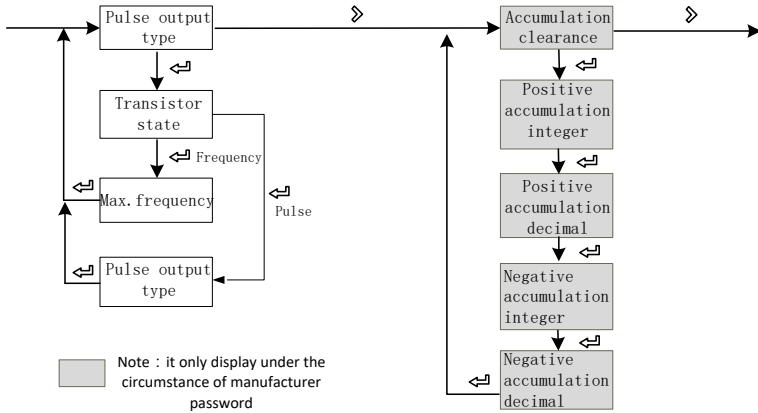 Pulse output
type
Transistor
state
Frequency
Max.frequency
Pulse
Pulse output
type
Accumulation
clearance
Positive
accumulation
integer
Positive
accumulation
decimal
Negative
accumulation
integer
Negative
accumulation
decimal
Note：it only display under the
circumstance of manufacturer
password